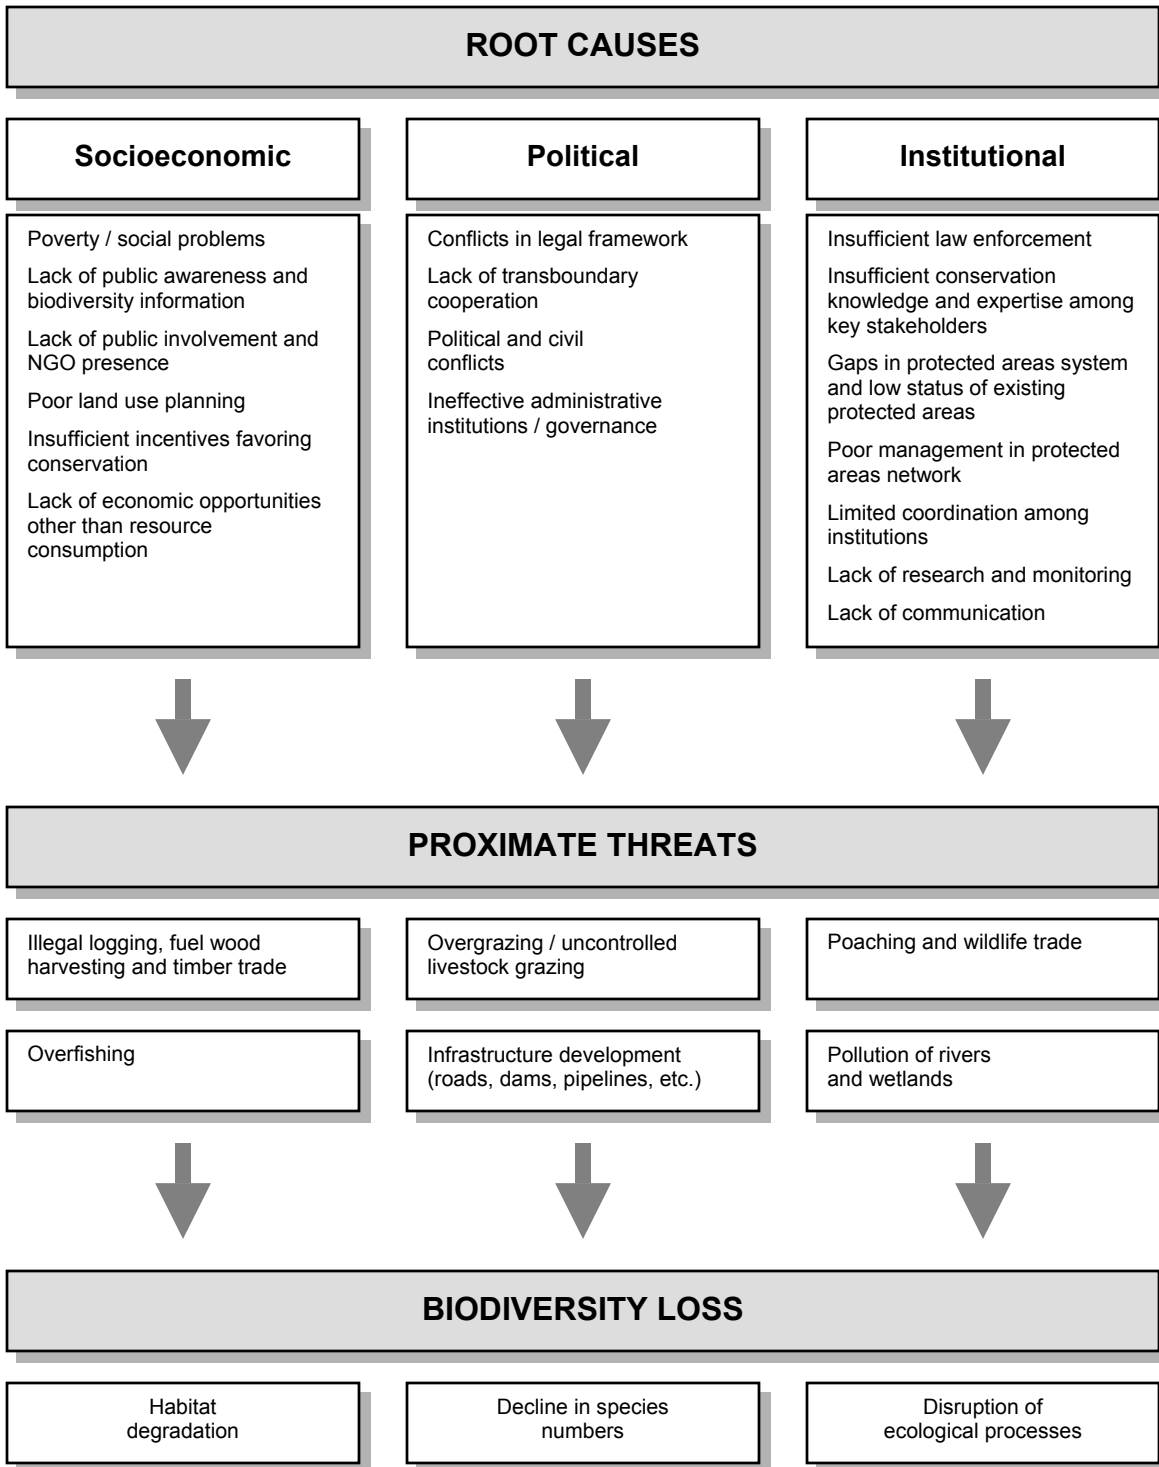 ROOT CAUSES
Socioeconomic
Poverty / social problems
Lack of public awareness and
biodiversity information
Lack of public involvement and
NGO presence
Poor land use planning
Insufficient incentives favoring
conservation
Lack of economic opportunities
other than resource
consumption
Political
Conflicts in legal framework
Lack of transboundary
cooperation
Political and civil
conflicts
Ineffective administrative
institutions / governance
Institutional
Insufficient law enforcement
Insufficient conservation
knowledge and expertise among
key stakeholders
Gaps in protected areas system
and low status of existing
protected areas
Poor management in protected
areas network
Limited coordination among
institutions
Lack of research and monitoring
Lack of communication
PROXIMATE THREATS
Illegal logging, fuel wood
harvesting and timber trade
Overgrazing / uncontrolled
livestock grazing
Poaching and wildlife trade
Overfishing
Infrastructure development
(roads, dams, pipelines, etc.)
Pollution of rivers
and wetlands
BIODIVERSITY LOSS
Habitat
degradation
Decline in species
numbers
Disruption of
ecological processes